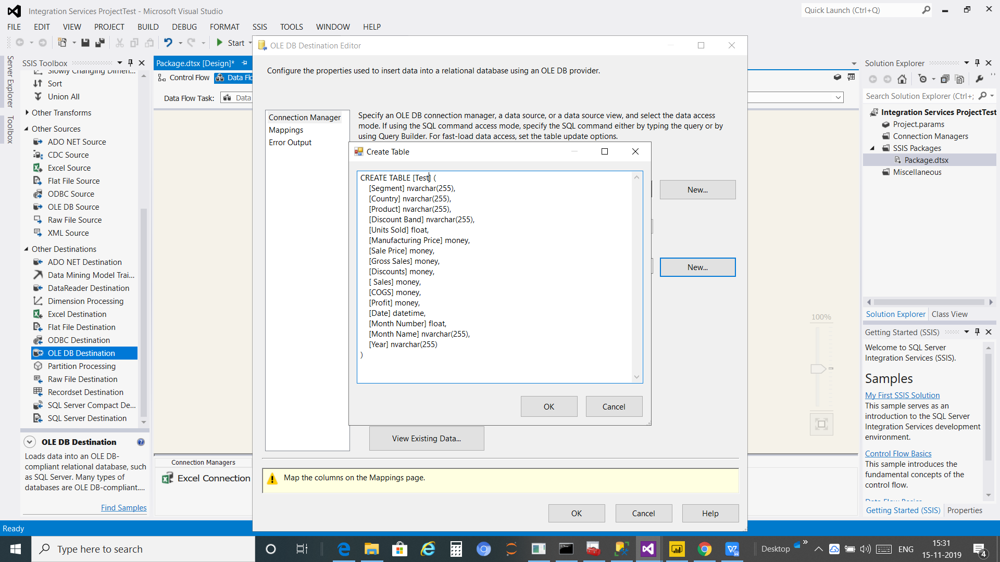 Integration Services ProjectTest - Microsoft Visual Studio
Quick Launch (Ctrl+Q)
FILE EDIT VIEW PROJECT BUILD DEBUG FORMAT SSIS TOOLS WINDOW HELP
Start
Server Explorer
Toolbox
SSIS Toolbox
Slowly Changing Dimen...
Sort
Union All
Other Transforms
Other Sources
ADO NET Source
CDC Source
Excel Source
Flat File Source
ODBC Source
OLE DB Source
Raw File Source
XML Source
Other Destinations
ADO NET Destination
Data Mining Model Trai...
DataReader Destination
Dimension Processing
Excel Destination
Flat File Destination
ODBC Destination
OLE DB Destination
Partition Processing
Raw File Destination
Recordset Destination
SQL Server Compact De...
SQL Server Destination
OLE DB Destination
Loads data into an OLE DB-
compliant relational database, such
as SQL Server. Many types of
databases are OLE DB-compliant....
Find Samples
Package.dtsx [Design]*
Control Flow
Data Flo
Data Flow Task:
Data
Connection Managers
Excel Connection
OLE DB Destination Editor
Configure the properties used to insert data into a relational database using an OLE DB provider.
Connection Manager
Mappings
Error Output
Specify an OLE DB connection manager, a data source, or a data source view, and select the data access
mode. If using the SQL command access mode, specify the SQL command either by typing the query or by
using Query Builder. For fast-load data access, set the table update options.
Create Table
CREATE TABLE [Test] (
[Segment] nvarchar(255),
[Country] nvarchar(255),
[Product] nvarchar(255),
[Discount Band] nvarchar(255),
[Units Sold] float,
[Manufacturing Price] money,
[Sale Price] money,
[Gross Sales] money,
[Discounts] money,
[ Sales] money,
[COGS] money,
[Profit] money,
[Date] datetime,
[Month Number] float,
[Month Name] nvarchar(255),
[Year] nvarchar(255)
)
OK
Cancel
New...
New...
View Existing Data...
Map the columns on the Mappings page.
OK
Cancel
Help
100%
Solution Explorer
Search Solution Explorer (Ctrl+;
Integration Services ProjectTest
Project.params
Connection Managers
SSIS Packages
Package.dtsx
Miscellaneous
Solution Explorer
Class View
Getting Started (SSIS)
Welcome to SQL Server
Integration Services (SSIS).
Samples
My First SSIS Solution
This sample serves as an
introduction to the SQL Server
Integration Services development
environment.
Control Flow Basics
This sample introduces the
fundamental concepts of the
control flow.
Data Flow Basics
Getting Started (SSIS)
Properties
Ready
Type here to search
Desktop
ENG
15:31
15-11-2019
4